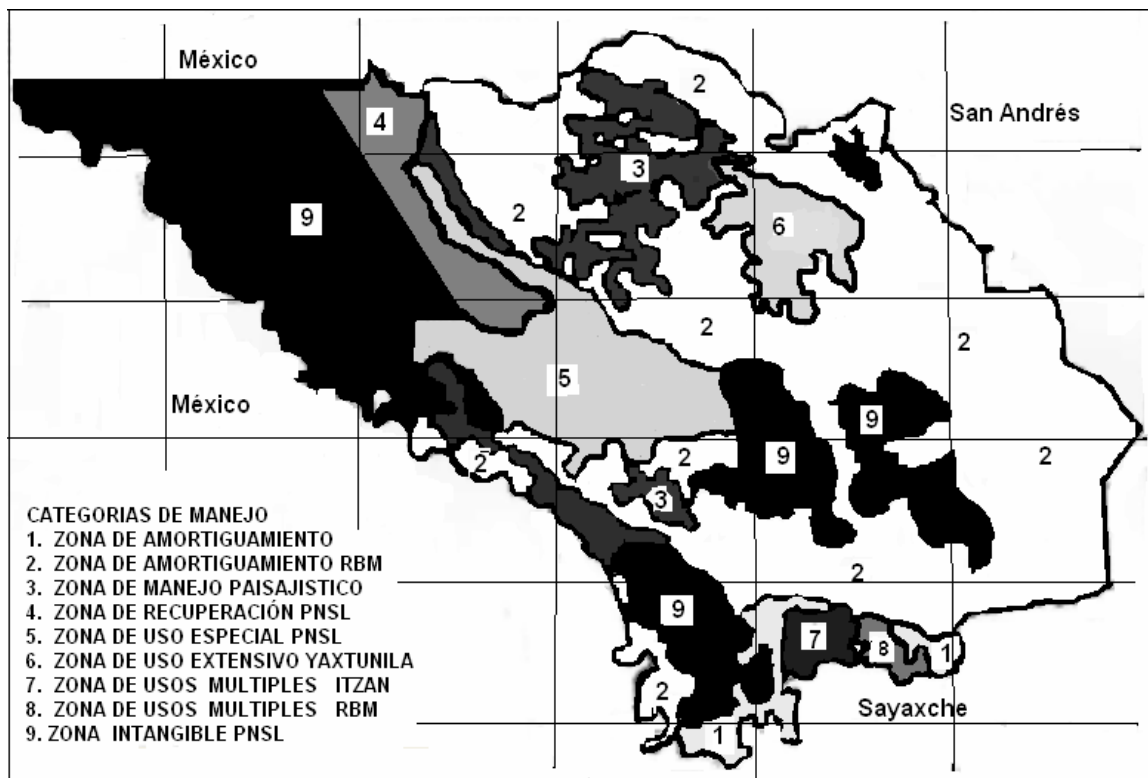 México
2
4
San Andrés
3
9
2
6
2
2
5
México
9
2
2
9
2
3
2
9
7
8
1
2
Sayaxche
1
CATEGORIAS DE MANEJO
1. ZONA DE AMORTIGUAMIENTO
2. ZONA DE AMORTIGUAMIENTO RBM
3. ZONA DE MANEJO PAISAJISTICO
4. ZONA DE RECUPERACIÓN PNSL
5. ZONA DE USO ESPECIAL PNSL
6. ZONA DE USO EXTENSIVO YAXTUNILA
7. ZONA DE USOS MULTIPLES ITZAN
8. ZONA DE USOS MULTIPLES RBM
9. ZONA INTANGIBLE PNSL